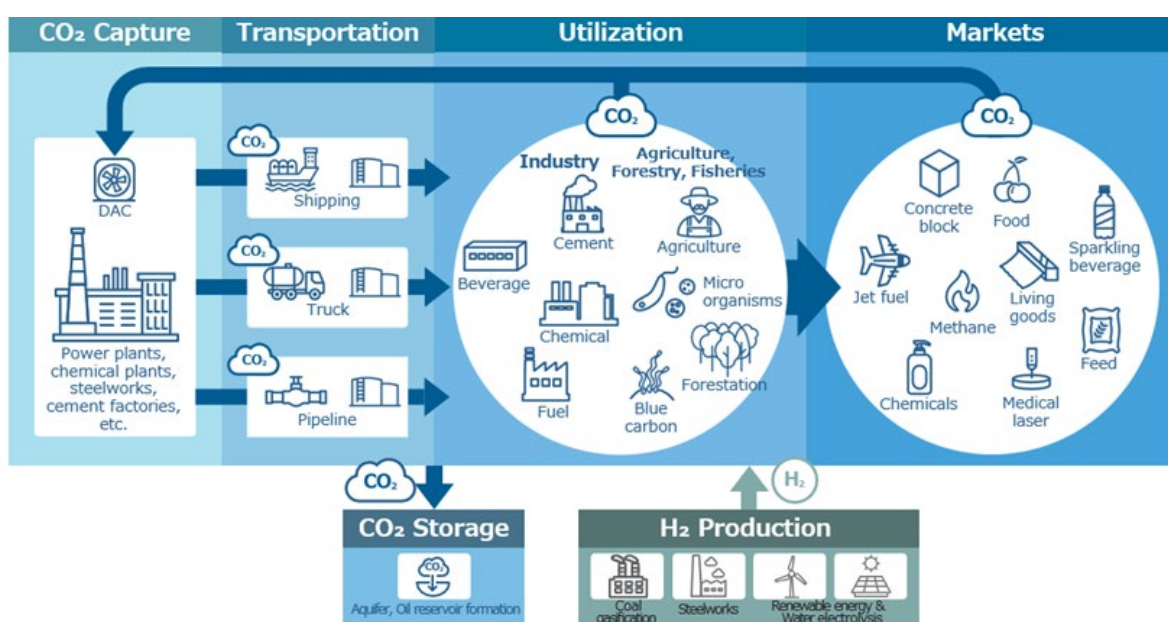 CO₂ Capture
Transportation
Utilization
Markets
CO₂
CO₂
DAC
Power plants,
chemical plants,
steelworks,
cement factories,
etc.
CO₂
Shipping
CO₂
Truck
CO₂
Pipeline
Industry
Agriculture,
Forestry, Fisheries
Cement
Agriculture
Beverage
Chemical
Micro
organisms
Fuel
Blue
carbon
Forestation
Concrete
block
Food
Sparkling
beverage
Jet fuel
Methane
Living
goods
Feed
Chemicals
Medical
laser
CO₂
CO₂ Storage
CO₂
Aquifer, Oil reservoir formation
H₂
H₂ Production
Coal
gasification
Steelworks
Renewable energy &
Water electrolysis